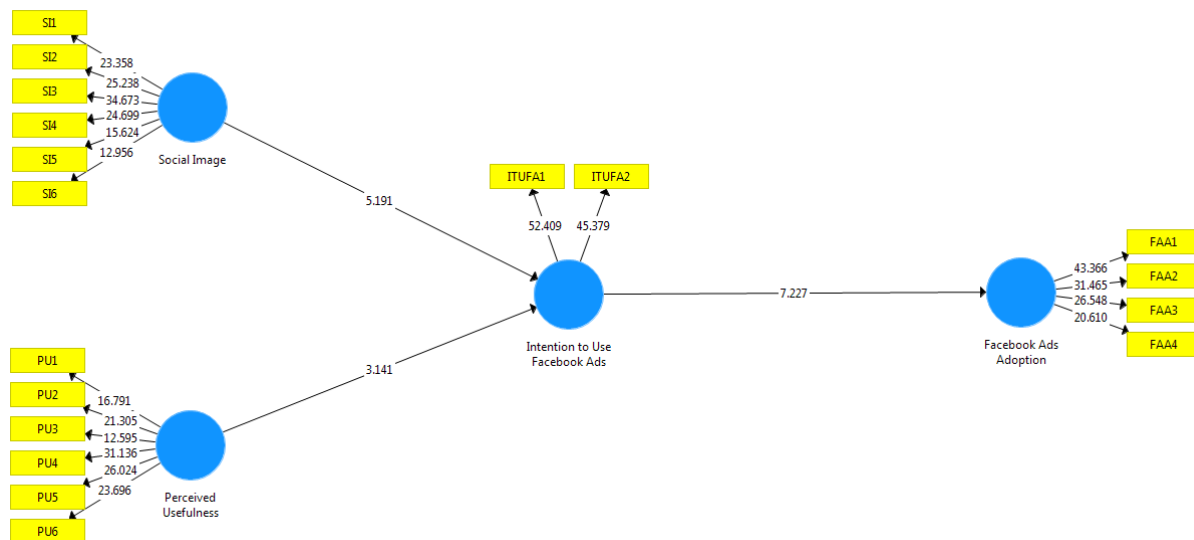 SI1
SI2
SI3
SI4
SI5
SI6
23.358
25.238
34.673
24.699
15.624
12.956
Social Image
5.191
ITUFA1
ITUFA2
52.409
45.379
Intention to Use
Facebook Ads
7.227
FAA1
FAA2
FAA3
FAA4
43.366
31.465
26.548
20.610
Facebook Ads
Adoption
3.141
PU1
PU2
PU3
PU4
PU5
PU6
16.791
21.305
12.595
31.136
26.024
23.696
Perceived
Usefulness